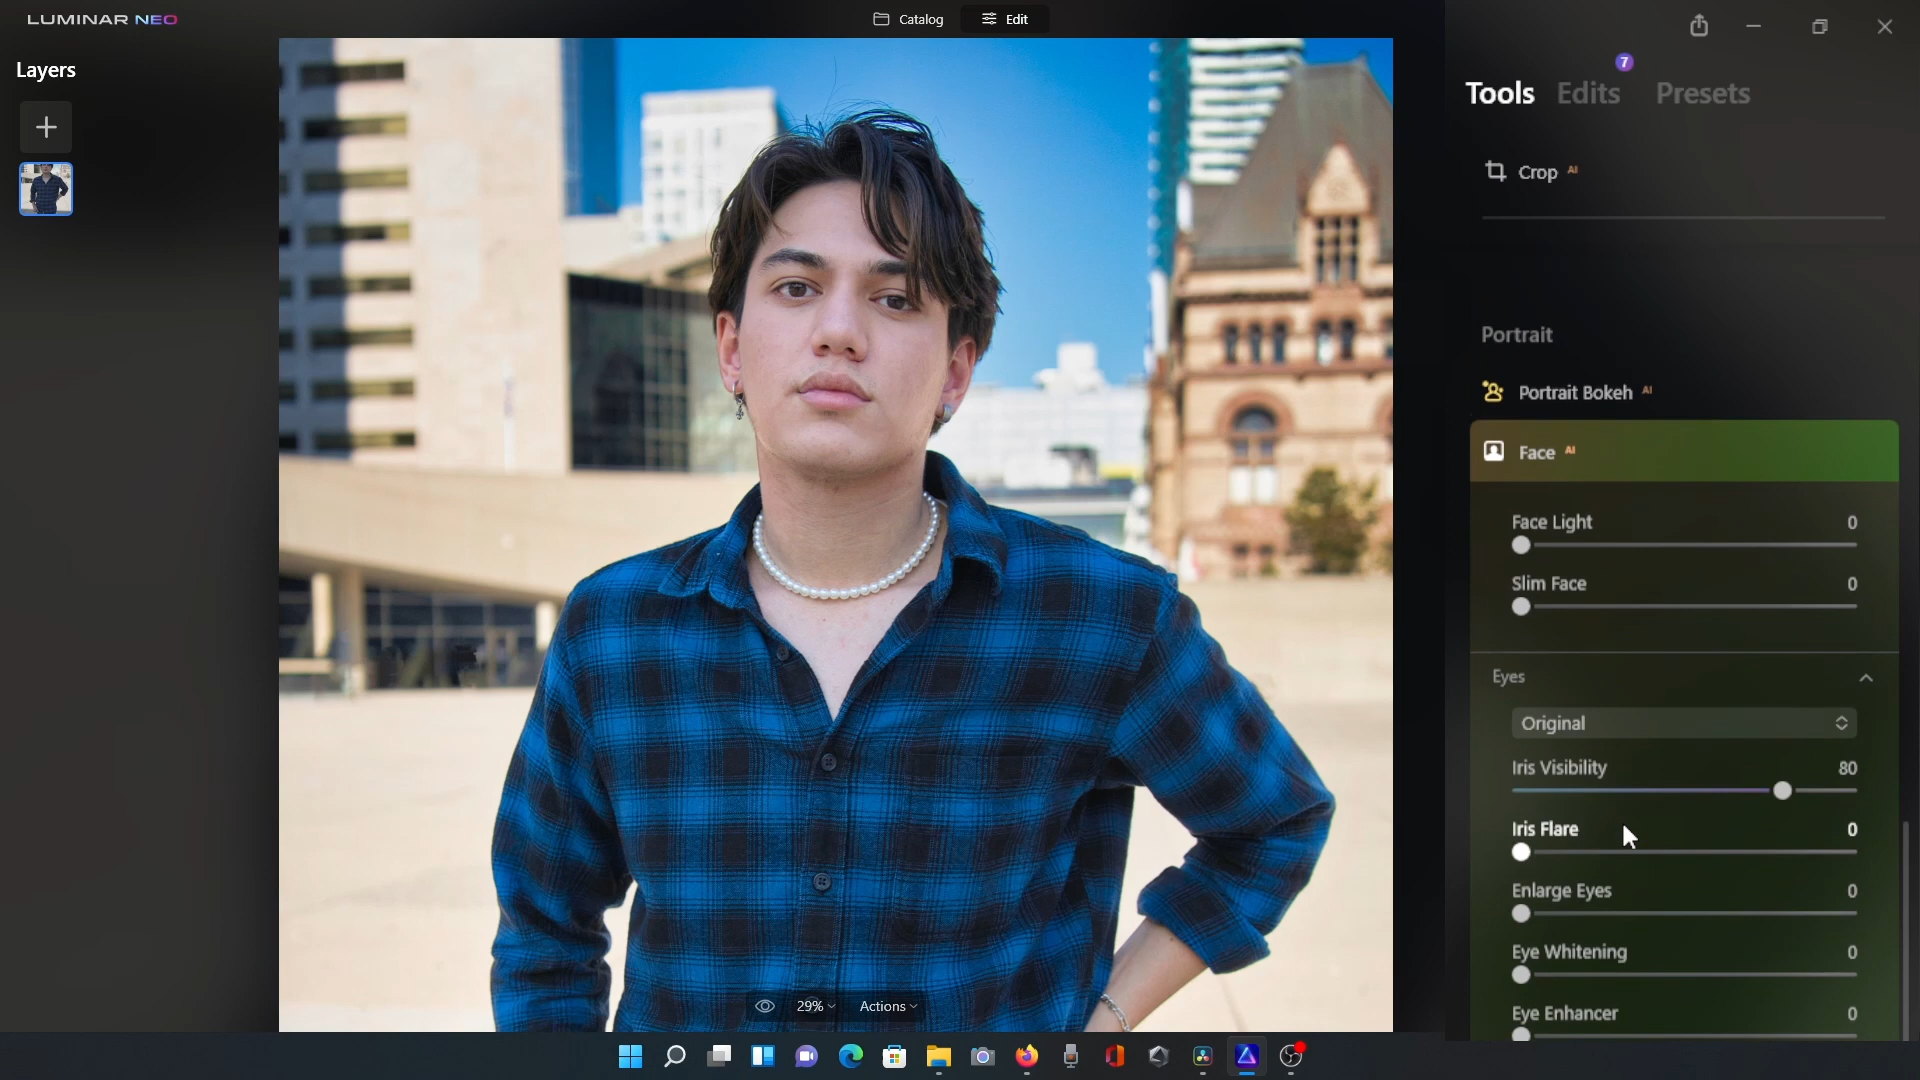 LUMINAR NEO
Catalog
Edit
Layers
7
Tools
Edits
Presets
Crop AI
Portrait
Portrait Bokeh AI
Face AI
Face Light 0
Slim Face 0
Eyes
Original
Iris Visibility 80
Iris Flare 0
Enlarge Eyes 0
Eye Whitening 0
Eye Enhancer 0
29%
Actions